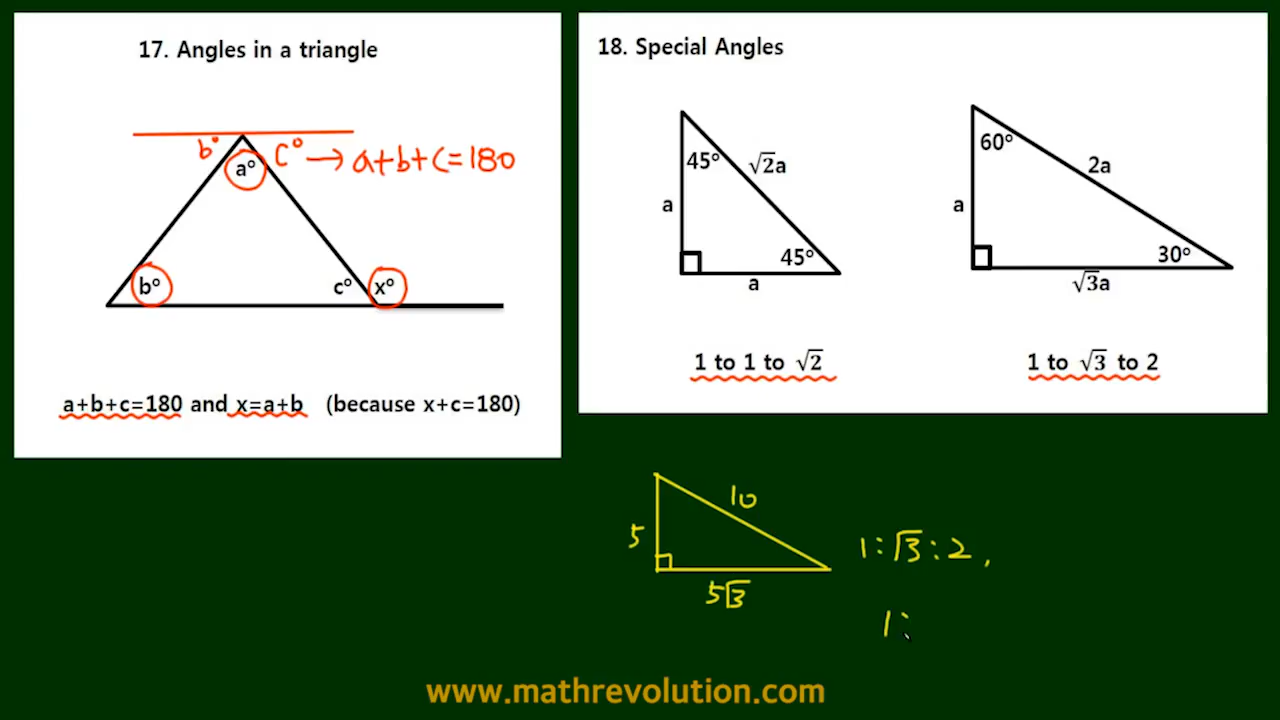 17. Angles in a triangle
b° c° → a+b+c=180
a°
b° c° x°
a+b+c=180 and x=a+b (because x+c=180)
18. Special Angles
45° √2a
a
45°
a
60° 2a
a
30°
√3a
1 to 1 to √2
1 to √3 to 2
10
5
5√3
1:√3:2,
1:
www.mathrevolution.com